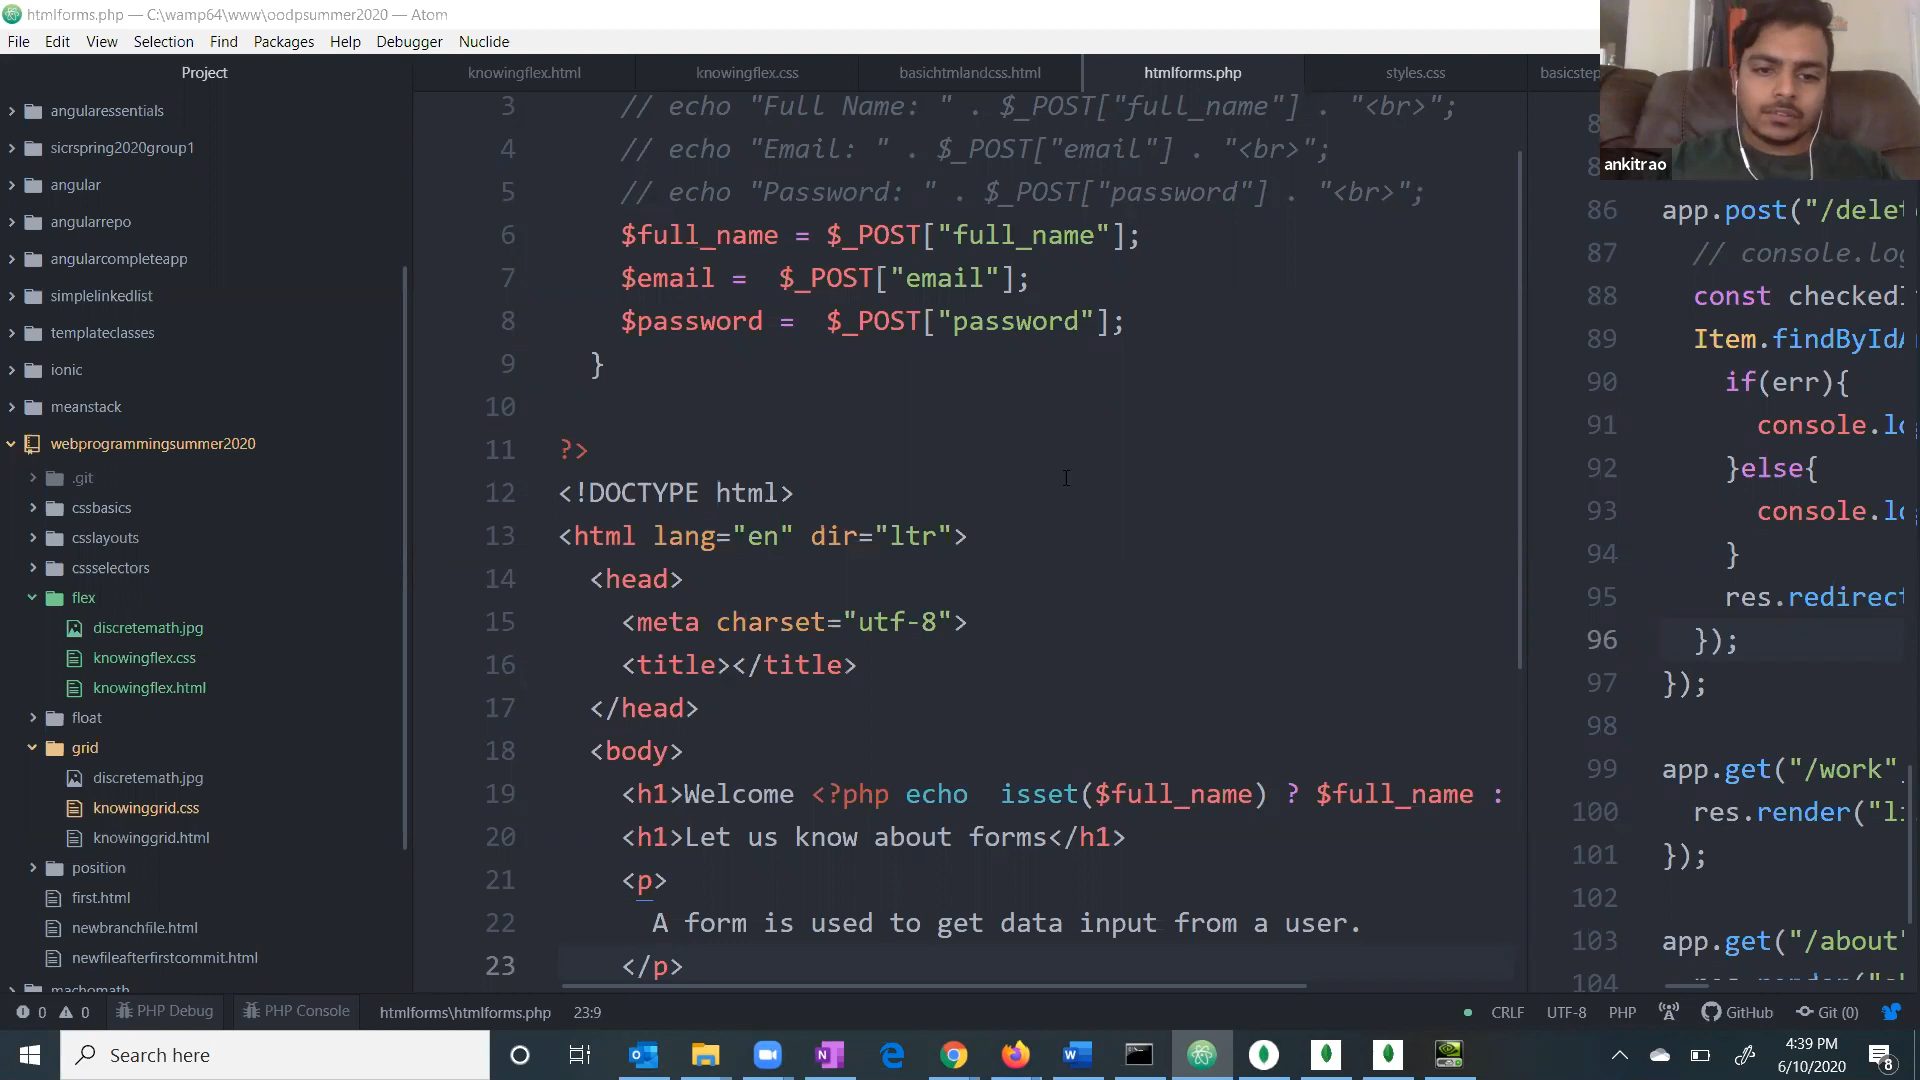 htmlforms.php — C:\wamp64\www\oodpsummer2020 — Atom
File Edit View Selection Find Packages Help Debugger Nuclide
Project
angularessentials
sicrspring2020group1
angular
angularrepo
angularcompleteapp
simplelinkedlist
templateclasses
ionic
meanstack
webprogrammingsummer2020
.git
cssbasics
csslayouts
cssselectors
flex
discretemath.jpg
knowingflex.css
knowingflex.html
float
grid
discretemath.jpg
knowinggrid.css
knowinggrid.html
position
first.html
newbranchfile.html
newfileafterfirstcommit.html
machomath
knowingflex.html knowingflex.css basichtmlandcss.html htmlforms.php styles.css basicstep
3 // echo "Full Name: " . $_POST["full_name"] . "<br>";
4 // echo "Email: " . $_POST["email"] . "<br>";
5 // echo "Password: " . $_POST["password"] . "<br>";
6 $full_name = $_POST["full_name"];
7 $email =  $_POST["email"];
8 $password =  $_POST["password"];
9 }
10
11 ?>
12 <!DOCTYPE html>
13 <html lang="en" dir="ltr">
14 <head>
15 <meta charset="utf-8">
16 <title></title>
17 </head>
18 <body>
19 <h1>Welcome <?php echo  isset($full_name) ? $full_name :
20 <h1>Let us know about forms</h1>
21 <p>
22 A form is used to get data input from a user.
23 </p>
ankitrao
86 app.post("/delet
87 // console.log
88 const checkedI
89 Item.findByIdA
90 if(err){
91 console.lo
92 }else{
93 console.lo
94 }
95 res.redirect
96 });
97 });
98
99 app.get("/work",
100 res.render("li
101 });
102
103 app.get("/about"
104
0 0 PHP Debug PHP Console htmlforms\htmlforms.php 23:9 CRLF UTF-8 PHP GitHub Git (0)
Search here
4:39 PM
6/10/2020
8